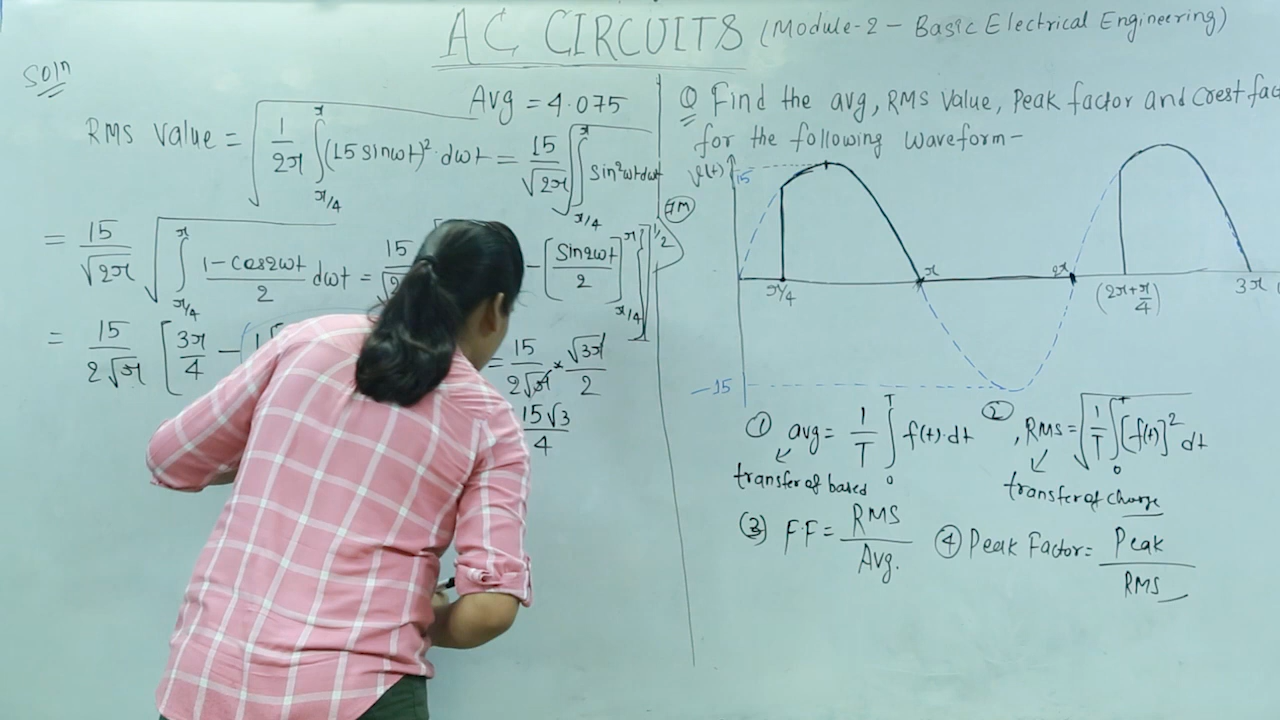 AC CIRCUITS (Module-2 – Basic Electrical Engineering)
Soln
Avg = 4.075
RMS Value = √ 1/2π ∫π/4^π (15 sinωt)²·dωt = 15/√2π √∫π/4^π sin²ωt dωt
= 15/√2π √∫π/4^π 1-cos2ωt/2 dωt = 15/ - [sin2ωt/2]π/4^π}]^1/2
= 15/2√π [3π/4 - = 15/2√π × √3π/2
15√3/4
Q Find the avg, RMS Value, Peak factor and Crest fac
for the following waveform –
7M
v(t)
15
π/4 π 2π (2π+π/4) 3π
–15
① avg = 1/T ∫0^T f(t)·dt
transfer of based
② , RMS = √ 1/T ∫0^T [f(t)]² dt
transfer of charge
③ F·F = RMS/Avg.
④ Peak Factor = Peak/RMS